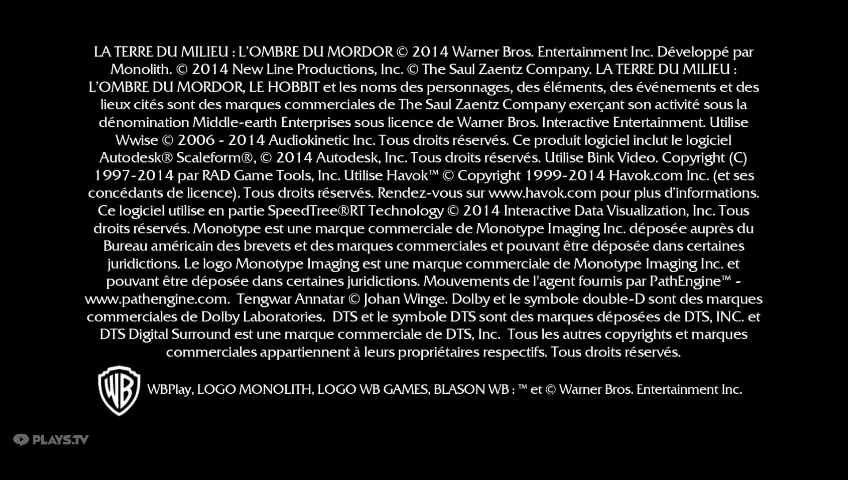 LA TERRE DU MILIEU : L'OMBRE DU MORDOR © 2014 Warner Bros. Entertainment Inc. Développé par
Monolith. © 2014 New Line Productions, Inc. © The Saul Zaentz Company. LA TERRE DU MILIEU :
L'OMBRE DU MORDOR, LE HOBBIT et les noms des personnages, des éléments, des événements et des
lieux cités sont des marques commerciales de The Saul Zaentz Company exerçant son activité sous la
dénomination Middle-earth Enterprises sous licence de Warner Bros. Interactive Entertainment. Utilise
Wwise © 2006 - 2014 Audiokinetic Inc. Tous droits réservés. Ce produit logiciel inclut le logiciel
Autodesk® Scaleform®, © 2014 Autodesk, Inc. Tous droits réservés. Utilise Bink Video. Copyright (C)
1997-2014 par RAD Game Tools, Inc. Utilise Havok™ © Copyright 1999-2014 Havok.com Inc. (et ses
concédants de licence). Tous droits réservés. Rendez-vous sur www.havok.com pour plus d'informations.
Ce logiciel utilise en partie SpeedTree®RT Technology © 2014 Interactive Data Visualization, Inc. Tous
droits réservés. Monotype est une marque commerciale de Monotype Imaging Inc. déposée auprès du
Bureau américain des brevets et des marques commerciales et pouvant être déposée dans certaines
juridictions. Le logo Monotype Imaging est une marque commerciale de Monotype Imaging Inc. et
pouvant être déposée dans certaines juridictions. Mouvements de l'agent fournis par PathEngine™ -
www.pathengine.com. Tengwar Annatar © Johan Winge. Dolby et le symbole double-D sont des marques
commerciales de Dolby Laboratories. DTS et le symbole DTS sont des marques déposées de DTS, INC. et
DTS Digital Surround est une marque commerciale de DTS, Inc. Tous les autres copyrights et marques
commerciales appartiennent à leurs propriétaires respectifs. Tous droits réservés.
WB WBPlay, LOGO MONOLITH, LOGO WB GAMES, BLASON WB : ™ et © Warner Bros. Entertainment Inc.
PLAYS.TV